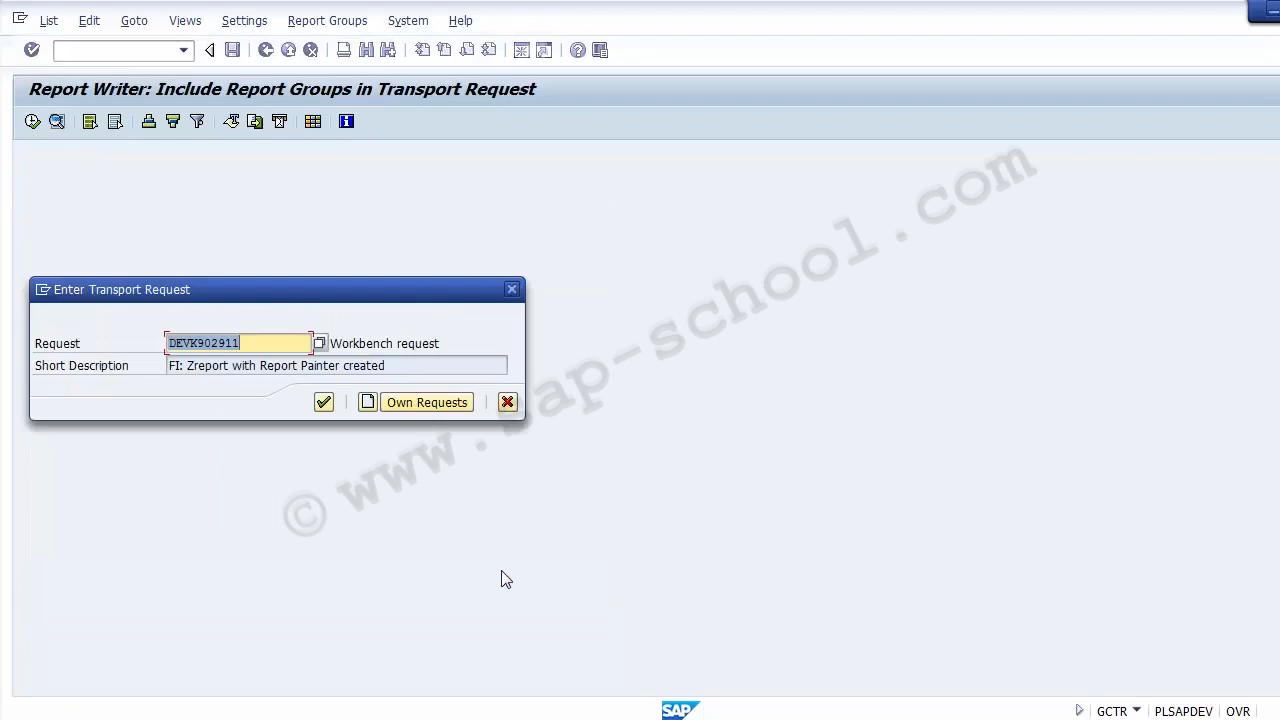 List Edit Goto Views Settings Report Groups System Help
Report Writer: Include Report Groups in Transport Request
Enter Transport Request
Request DEVK902911 Workbench request
Short Description FI: Zreport with Report Painter created
Own Requests
© www.sap-school.com
SAP GCTR PLSAPDEV OVR